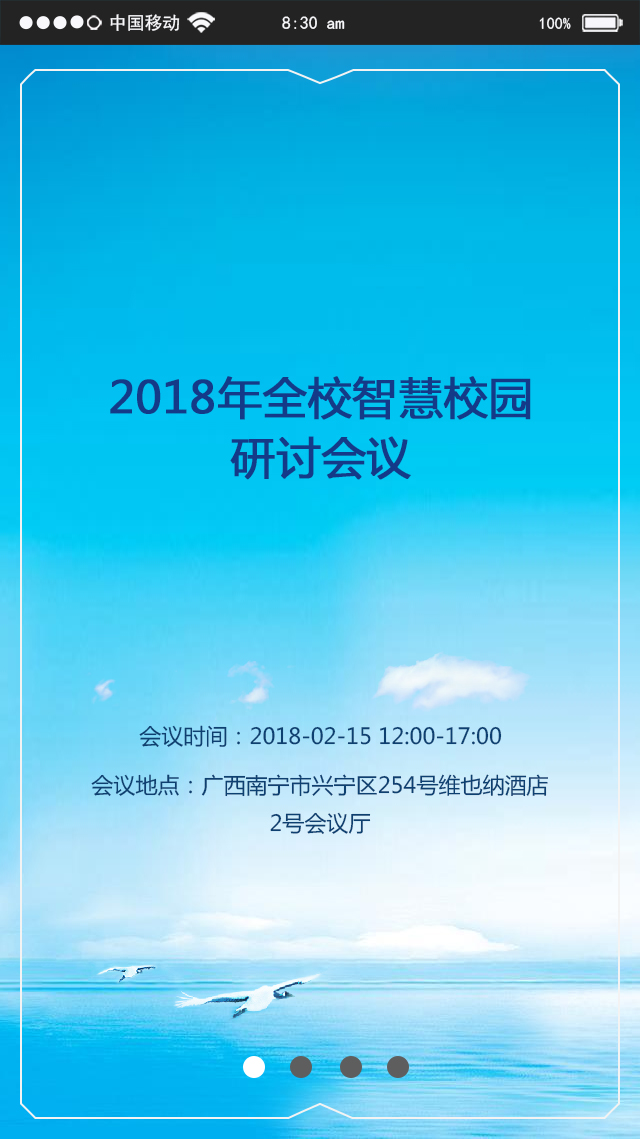 中国移动 8:30 am 100%
2018年全校智慧校园
研讨会议
会议时间：2018-02-15 12:00-17:00
会议地点：广西南宁市兴宁区254号维也纳酒店
2号会议厅